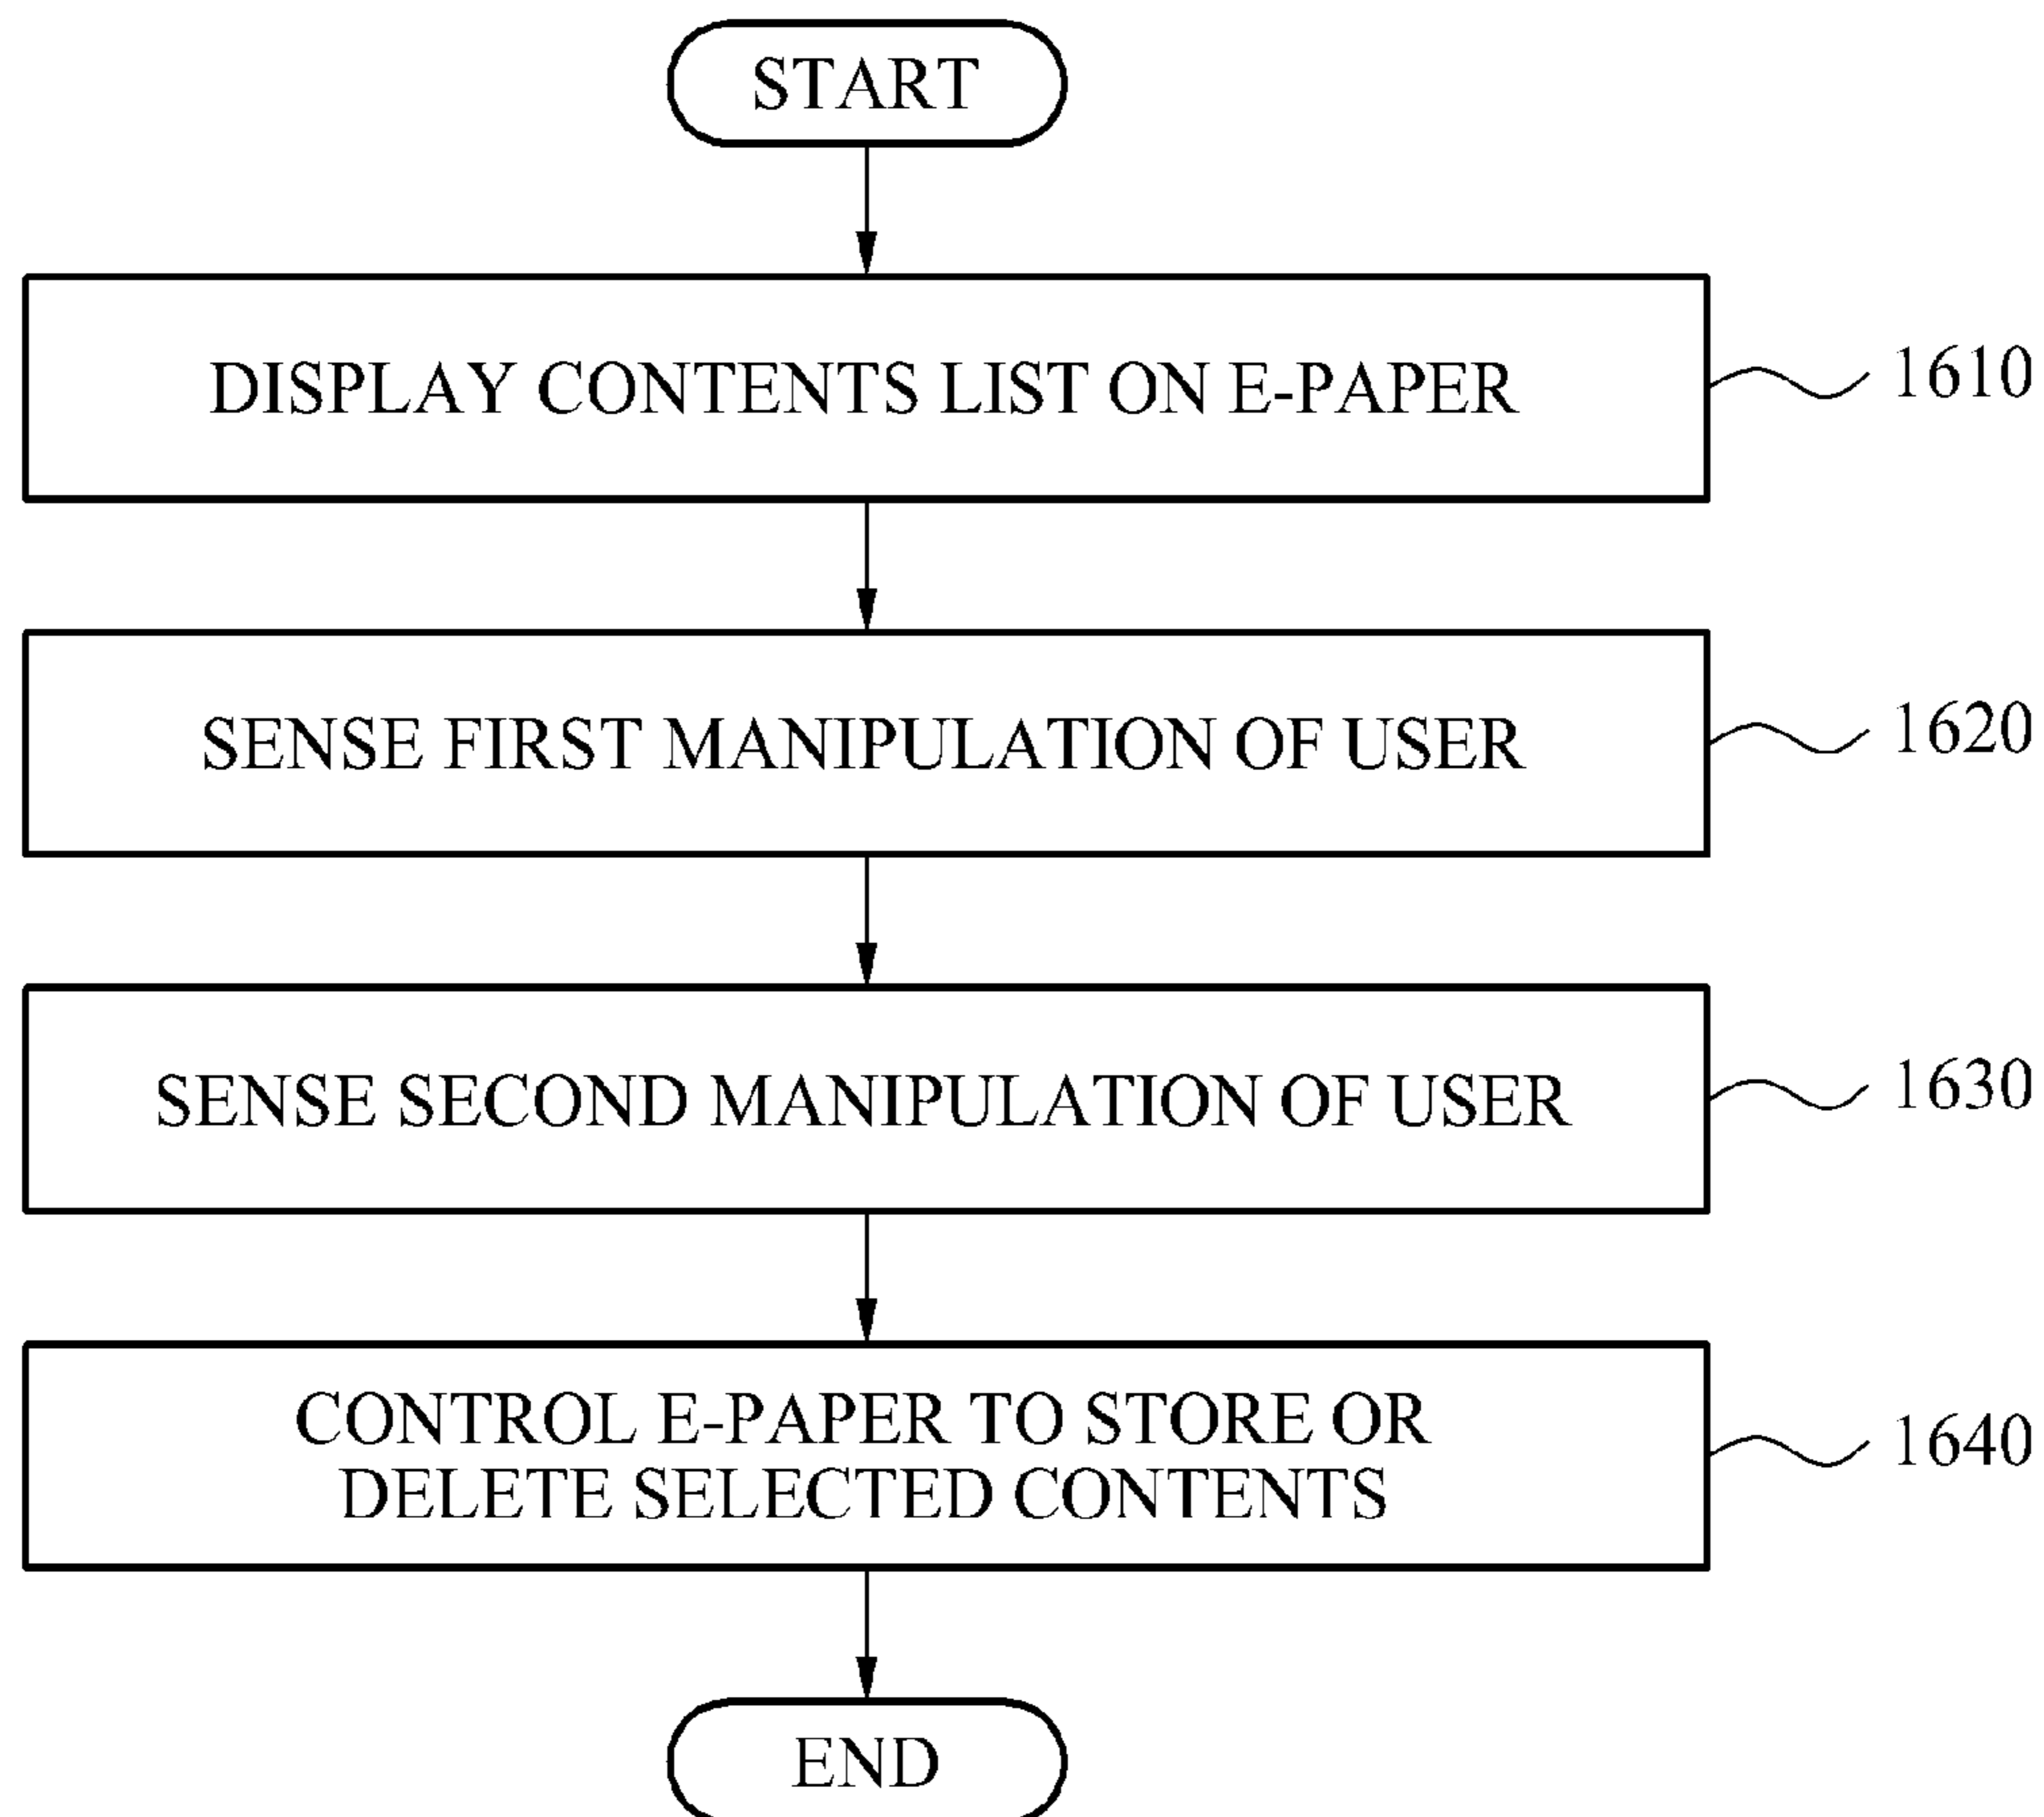 START
DISPLAY CONTENTS LIST ON E-PAPER
1610
SENSE FIRST MANIPULATION OF USER
1620
SENSE SECOND MANIPULATION OF USER
1630
CONTROL E-PAPER TO STORE OR
DELETE SELECTED CONTENTS
1640
END